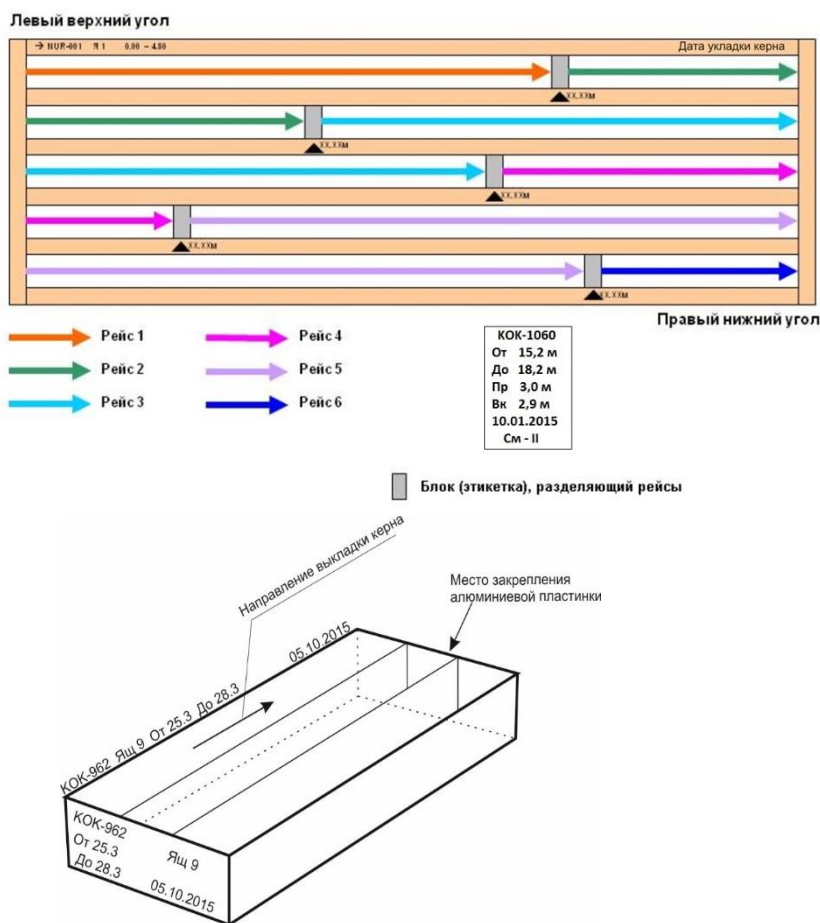 Левый верхний угол
→ NUR-001 Я 1 0.00 – 4.80
Дата укладки керна
XX,XXм
XX,XXм
XX,XXм
XX,XXм
XX,XXм
Правый нижний угол
Рейс 1
Рейс 4
Рейс 2
Рейс 5
Рейс 3
Рейс 6
КОК-1060
От 15,2 м
До 18,2 м
Пр 3,0 м
Вк 2,9 м
10.01.2015
См - II
Блок (этикетка), разделяющий рейсы
Направление выкладки керна
Место закрепления
алюминиевой пластинки
КОК-962 Ящ 9 От 25.3 До 28.3 05.10.2015
КОК-962
От 25.3 Ящ 9
До 28.3 05.10.2015